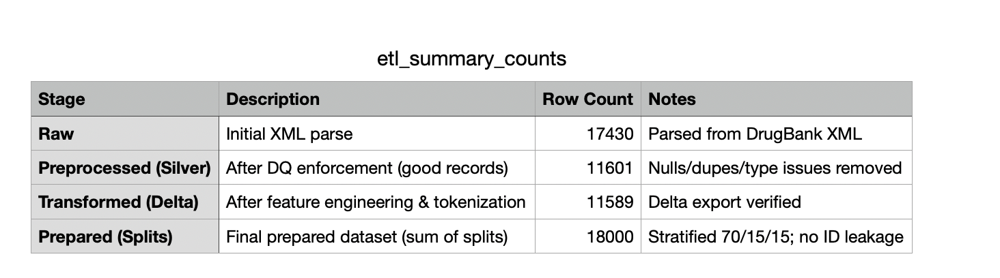 etl_summary_counts
Stage Description Row Count Notes
Raw Initial XML parse 17430 Parsed from DrugBank XML
Preprocessed (Silver) After DQ enforcement (good records) 11601 Nulls/dupes/type issues removed
Transformed (Delta) After feature engineering & tokenization 11589 Delta export verified
Prepared (Splits) Final prepared dataset (sum of splits) 18000 Stratified 70/15/15; no ID leakage